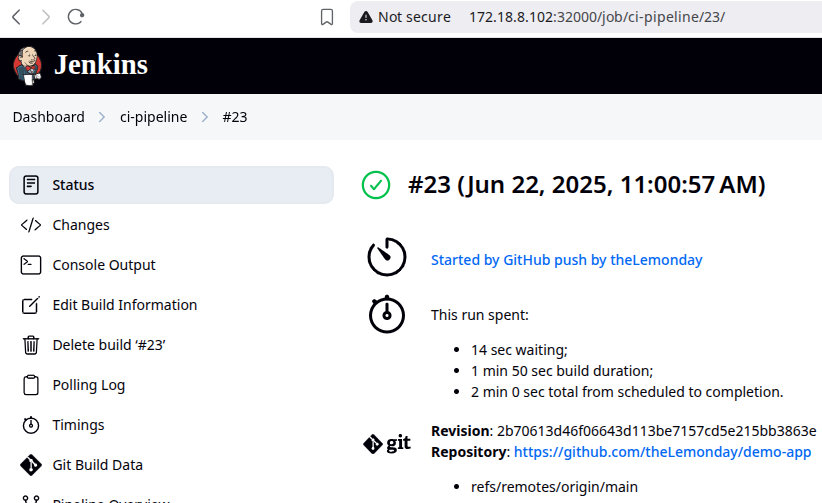 Not secure 172.18.8.102:32000/job/ci-pipeline/23/
Jenkins
Dashboard > ci-pipeline > #23
Status
Changes
Console Output
Edit Build Information
Delete build ‘#23’
Polling Log
Timings
Git Build Data
Pipeline Overview
#23 (Jun 22, 2025, 11:00:57 AM)
Started by GitHub push by theLemonday
This run spent:
• 14 sec waiting;
• 1 min 50 sec build duration;
• 2 min 0 sec total from scheduled to completion.
git
Revision: 2b70613d46f06643d113be7157cd5e215bb3863e
Repository: https://github.com/theLemonday/demo-app
• refs/remotes/origin/main